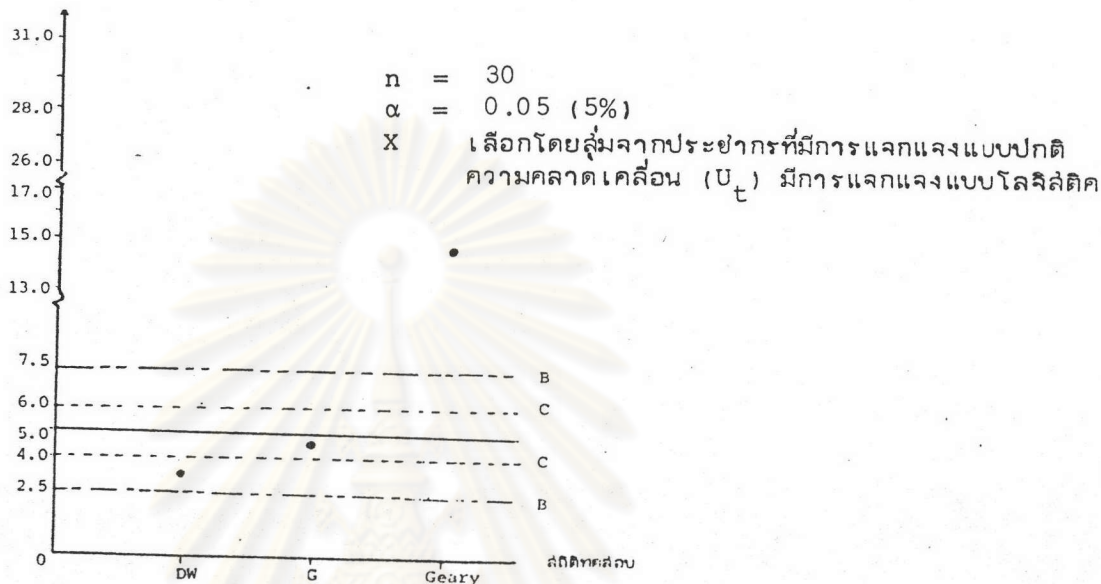 31.0
n = 30
α = 0.05 (5%)
28.0
X เลือกโดยสุ่มจากประชากรที่มีการแจกแจงแบบปกติ
26.0
ความคลาดเคลื่อน (U_t) มีการแจกแจงแบบโลจิสติค
17.0
15.0
13.0
7.5
B
6.0
C
5.0
4.0
C
2.5
B
0
สถิติทดสอบ
DW G Geary